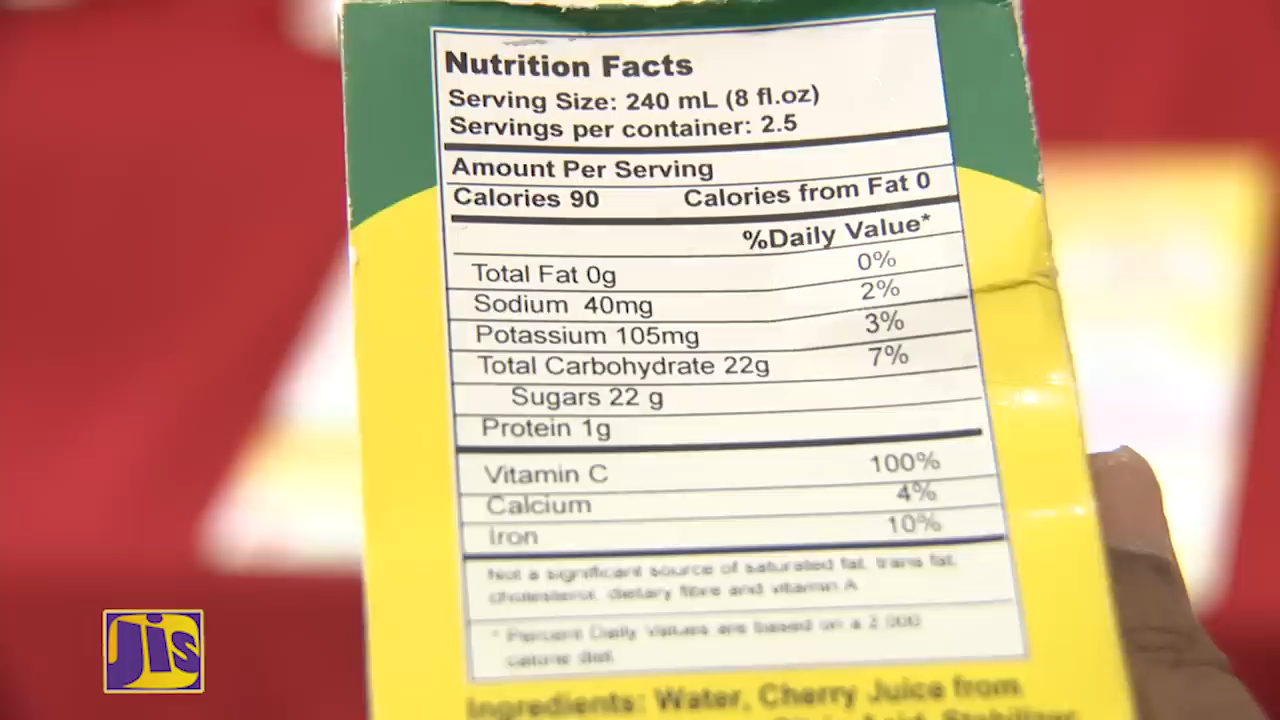 Nutrition Facts
Serving Size: 240 mL (8 fl.oz)
Servings per container: 2.5
Amount Per Serving
Calories 90 Calories from Fat 0
%Daily Value*
Total Fat 0g 0%
Sodium 40mg 2%
Potassium 105mg 3%
Total Carbohydrate 22g 7%
Sugars 22 g
Protein 1g
Vitamin C 100%
Calcium 4%
Iron 10%
Not a significant source of saturated fat, trans fat,
cholesterol, dietary fibre and vitamin A
* Percent Daily Values are based on a 2 000
calorie diet.
Ingredients: Water, Cherry Juice from
Citric Acid, Stabilizer
JIS